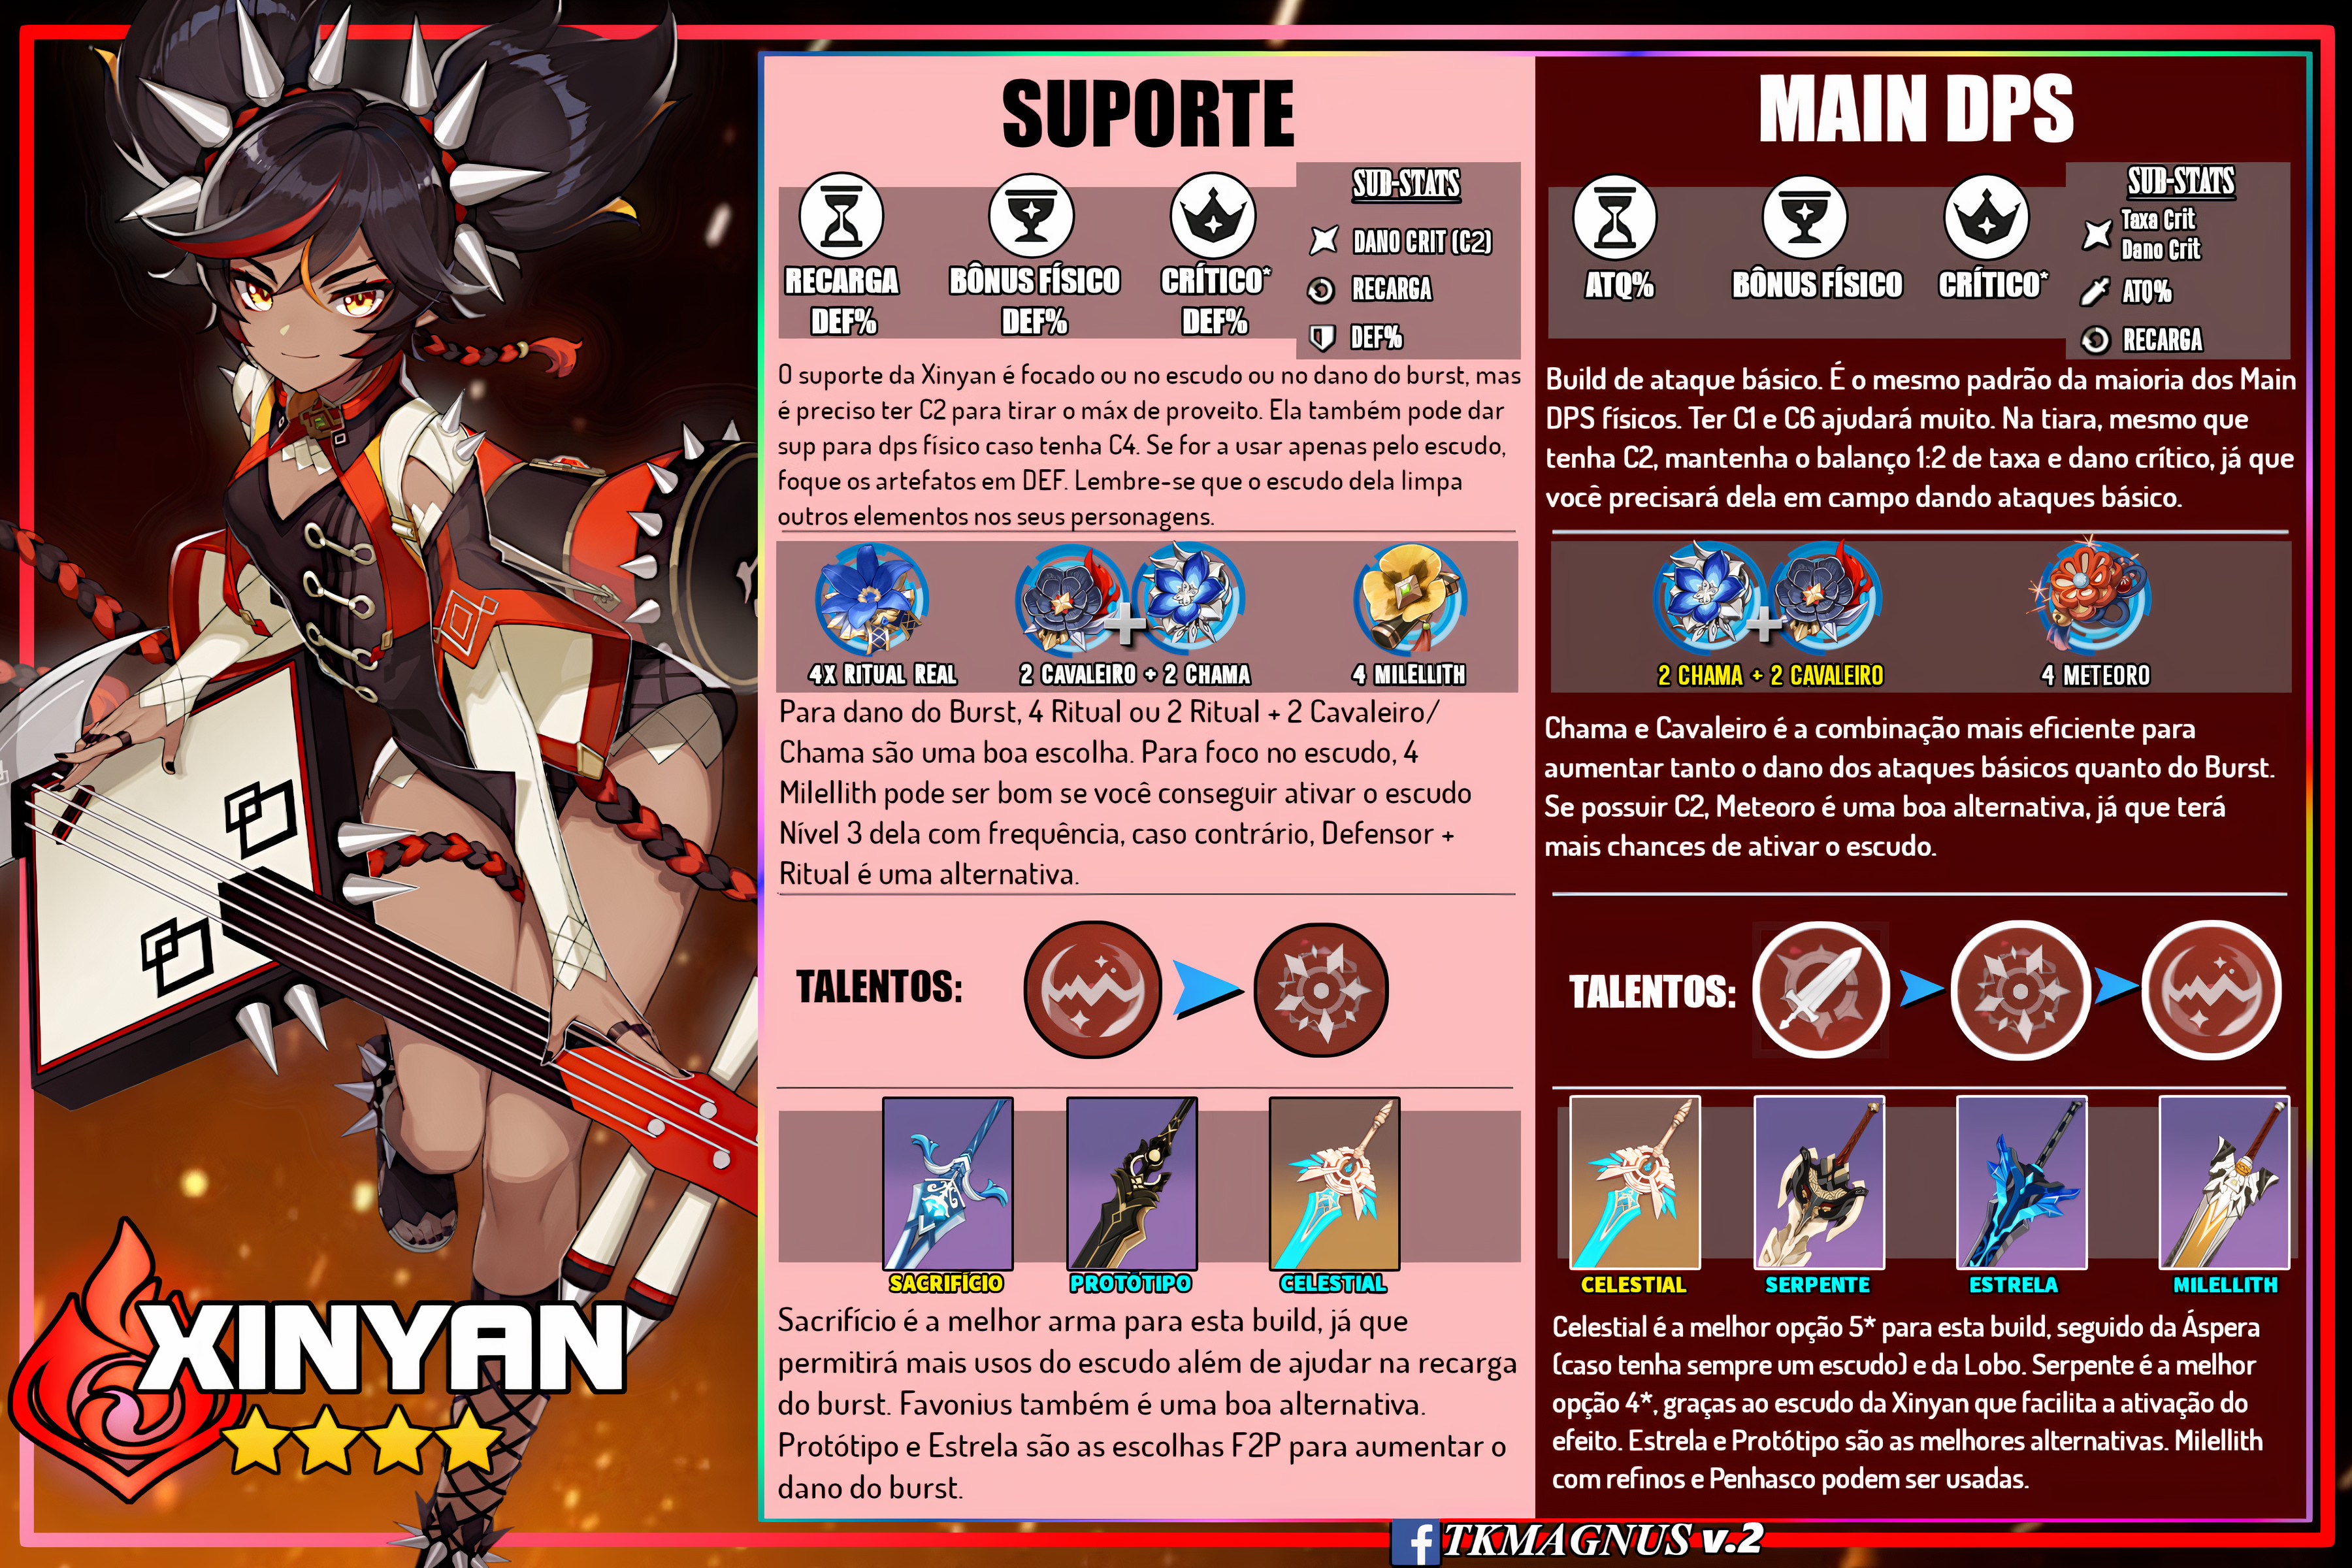 SUPORTE
RECARGA
DEF%
BÔNUS FÍSICO
DEF%
CRÍTICO*
DEF%
SUB-STATS
DANO CRIT (C2)
RECARGA
DEF%
O suporte da Xinyan é focado ou no escudo ou no dano do burst, mas
é preciso ter C2 para tirar o máx de proveito. Ela também pode dar
sup para dps físico caso tenha C4. Se for a usar apenas pelo escudo,
foque os artefatos em DEF. Lembre-se que o escudo dela limpa
outros elementos nos seus personagens.
4X RITUAL REAL
2 CAVALEIRO + 2 CHAMA
4 MILELLITH
Para dano do Burst, 4 Ritual ou 2 Ritual + 2 Cavaleiro/
Chama são uma boa escolha. Para foco no escudo, 4
Milellith pode ser bom se você conseguir ativar o escudo
Nível 3 dela com frequência, caso contrário, Defensor +
Ritual é uma alternativa.
TALENTOS:
SACRIFÍCIO
PROTÓTIPO
CELESTIAL
Sacrifício é a melhor arma para esta build, já que
permitirá mais usos do escudo além de ajudar na recarga
do burst. Favonius também é uma boa alternativa.
Protótipo e Estrela são as escolhas F2P para aumentar o
dano do burst.
MAIN DPS
ATQ%
BÔNUS FÍSICO
CRÍTICO*
SUB-STATS
Taxa Crit
Dano Crit
ATQ%
RECARGA
Build de ataque básico. É o mesmo padrão da maioria dos Main
DPS físicos. Ter C1 e C6 ajudará muito. Na tiara, mesmo que
tenha C2, mantenha o balanço 1:2 de taxa e dano crítico, já que
você precisará dela em campo dando ataques básico.
2 CHAMA + 2 CAVALEIRO
4 METEORO
Chama e Cavaleiro é a combinação mais eficiente para
aumentar tanto o dano dos ataques básicos quanto do Burst.
Se possuir C2, Meteoro é uma boa alternativa, já que terá
mais chances de ativar o escudo.
TALENTOS:
CELESTIAL
SERPENTE
ESTRELA
MILELLITH
Celestial é a melhor opção 5* para esta build, seguido da Áspera
(caso tenha sempre um escudo) e da Lobo. Serpente é a melhor
opção 4*, graças ao escudo da Xinyan que facilita a ativação do
efeito. Estrela e Protótipo são as melhores alternativas. Milellith
com refinos e Penhasco podem ser usadas.
XINYAN
f TKMAGNUS v.2